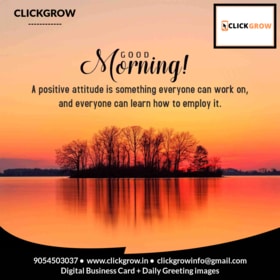 CLICKGROW
------------
CLICKGROW
GOOD
Morning!
A positive attitude is something everyone can work on,
and everyone can learn how to employ it.
9054503037 ● www.clickgrow.in ● clickgrowinfo@gmail.com
Digital Business Card + Daily Greeting images